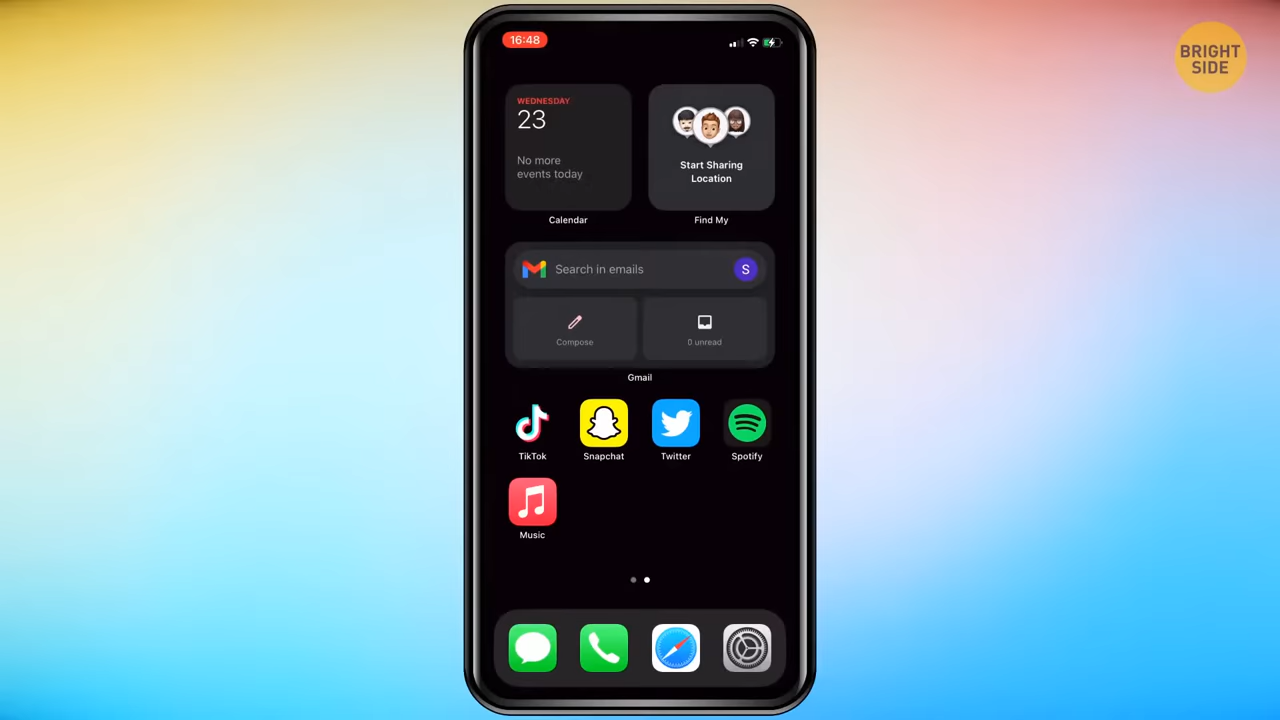 16:48
BRIGHT
SIDE
WEDNESDAY
23
No more
events today
Calendar
Start Sharing
Location
Find My
Search in emails
S
Compose
0 unread
Gmail
TikTok
Snapchat
Twitter
Spotify
Music